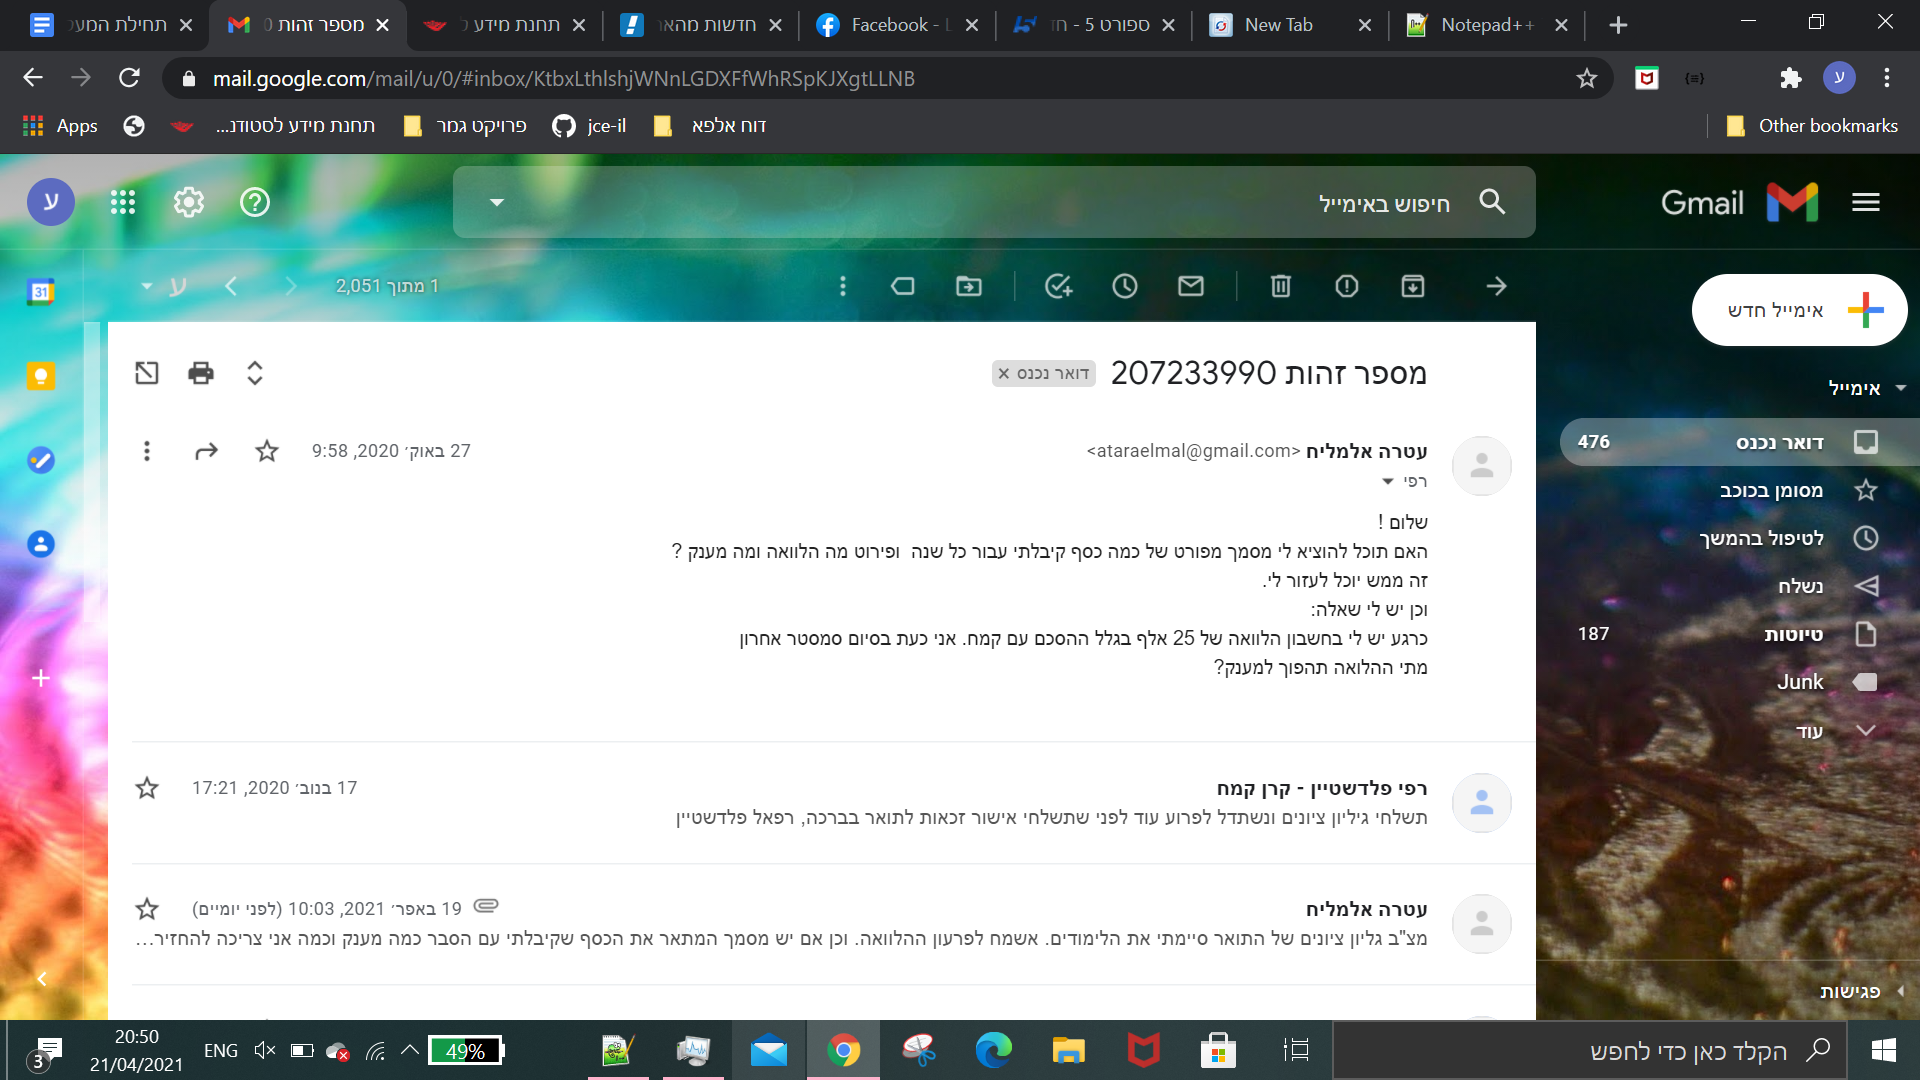 תחילת המעי
מספר זהות 0
תחנת מידע ל
חדשות מהאר
Facebook - L
ספורט 5 - חד
New Tab
Notepad++
mail.google.com/mail/u/0/#inbox/KtbxLthlshjWNnLGDXFfWhRSpKJXgtLLNB
ע
Apps
תחנת מידע לסטודנ...
פרויקט גמר
jce-il
דוח אלפא
Other bookmarks
ע
חיפוש באימייל
Gmail
1 מתוך 2,051
ע
31
אימייל חדש
אימייל
דואר נכנס 476
מסומן בכוכב
לטיפול בהמשך
נשלח
טיוטות 187
Junk
עוד
פגישות
מספר זהות 207233990
דואר נכנס ×
עטרה אלמליח <ataraelmal@gmail.com>
27 באוק׳ 2020, 9:58
רפי
שלום !
האם תוכל להוציא לי מסמך מפורט של כמה כסף קיבלתי עבור כל שנה ופירוט מה הלוואה ומה מענק ?
זה ממש יוכל לעזור לי.
וכן יש לי שאלה:
כרגע יש לי בחשבון הלוואה של 25 אלף בגלל ההסכם עם קמח. אני כעת בסיום סמסטר אחרון
מתי ההלואה תהפוך למענק?
רפי פלדשטיין - קרן קמח
17 בנוב׳ 2020, 17:21
תשלחי גיליון ציונים ונשתדל לפרוע עוד לפני שתשלחי אישור זכאות לתואר בברכה, רפאל פלדשטיין
עטרה אלמליח
19 באפר׳ 2021, 10:03 (לפני יומיים)
מצ"ב גליון ציונים של התואר סיימתי את הלימודים. אשמח לפרעון ההלוואה. וכן אם יש מסמך המתאר את הכסף שקיבלתי עם הסבר כמה מענק וכמה אני צריכה להחזיר...
3
20:50
21/04/2021
ENG
49%
הקלד כאן כדי לחפש